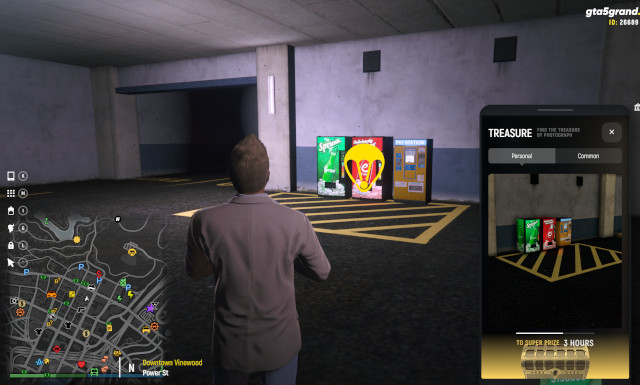 gta5grand.
ID: 26689
TREASURE
FIND THE TREASURE
BY PHOTOGRAPH
Personal
Common
Sprunk
TO SUPER PRIZE 3 HOURS
N
Downtown Vinewood
Power St